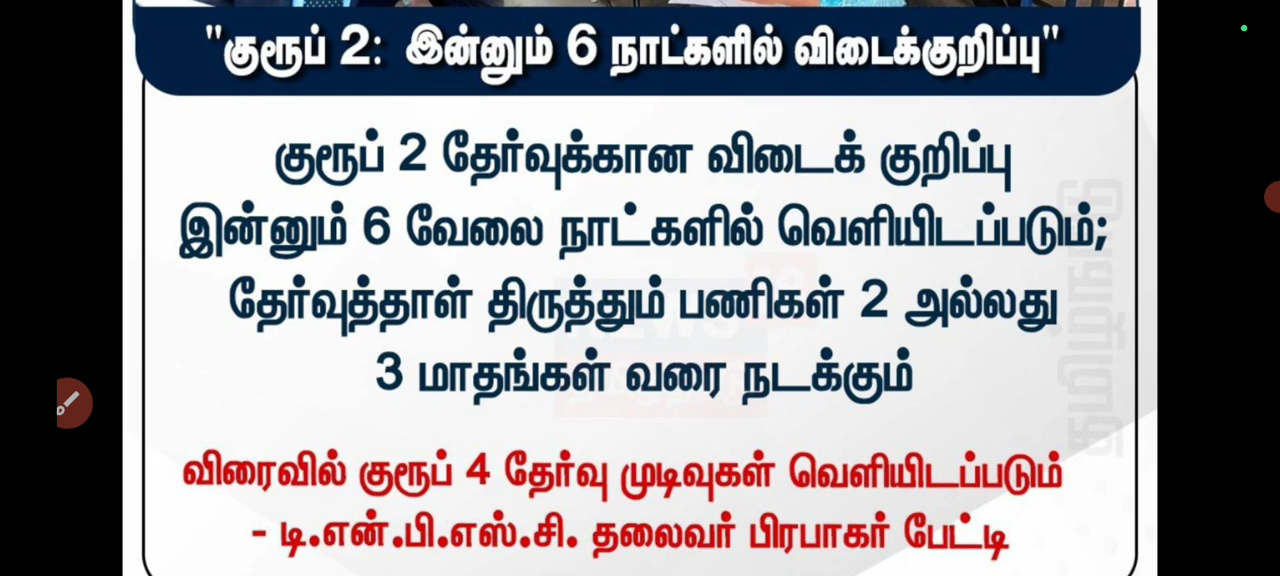 "குரூப் 2: இன்னும் 6 நாட்களில் விடைக்குறிப்பு"
குரூப் 2 தேர்வுக்கான விடைக் குறிப்பு
இன்னும் 6 வேலை நாட்களில் வெளியிடப்படும்;
தேர்வுத்தாள் திருத்தும் பணிகள் 2 அல்லது
3 மாதங்கள் வரை நடக்கும்
விரைவில் குரூப் 4 தேர்வு முடிவுகள் வெளியிடப்படும்
- டி.என்.பி.எஸ்.சி. தலைவர் பிரபாகர் பேட்டி
தமிழ்நாடு